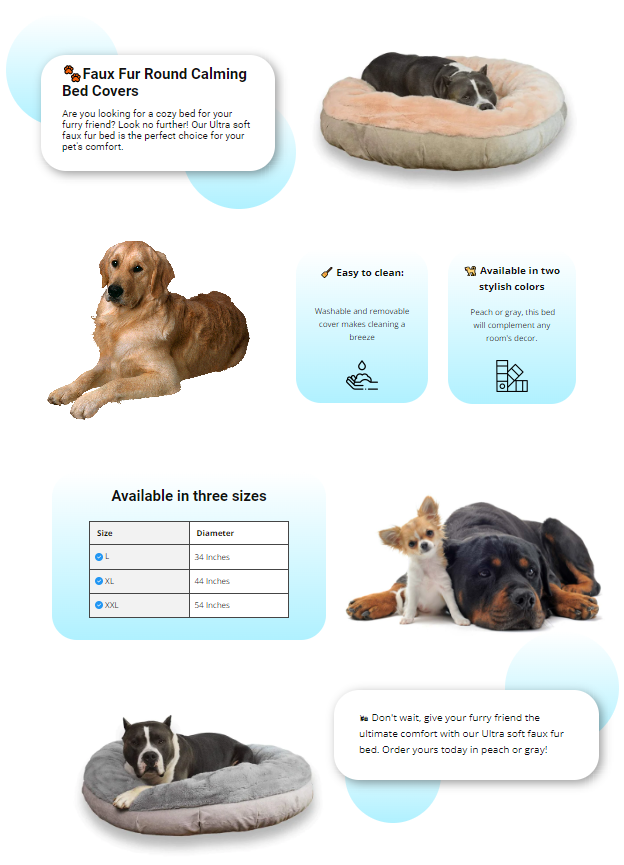 Faux Fur Round Calming
Bed Covers
Are you looking for a cozy bed for your
furry friend? Look no further! Our Ultra soft
faux fur bed is the perfect choice for your
pet's comfort.
Easy to clean:
Washable and removable
cover makes cleaning a
breeze
Available in two
stylish colors
Peach or gray, this bed
will complement any
room's decor.
Available in three sizes
Size Diameter
L 34 Inches
XL 44 Inches
XXL 54 Inches
Don't wait, give your furry friend the
ultimate comfort with our Ultra soft faux fur
bed. Order yours today in peach or gray!